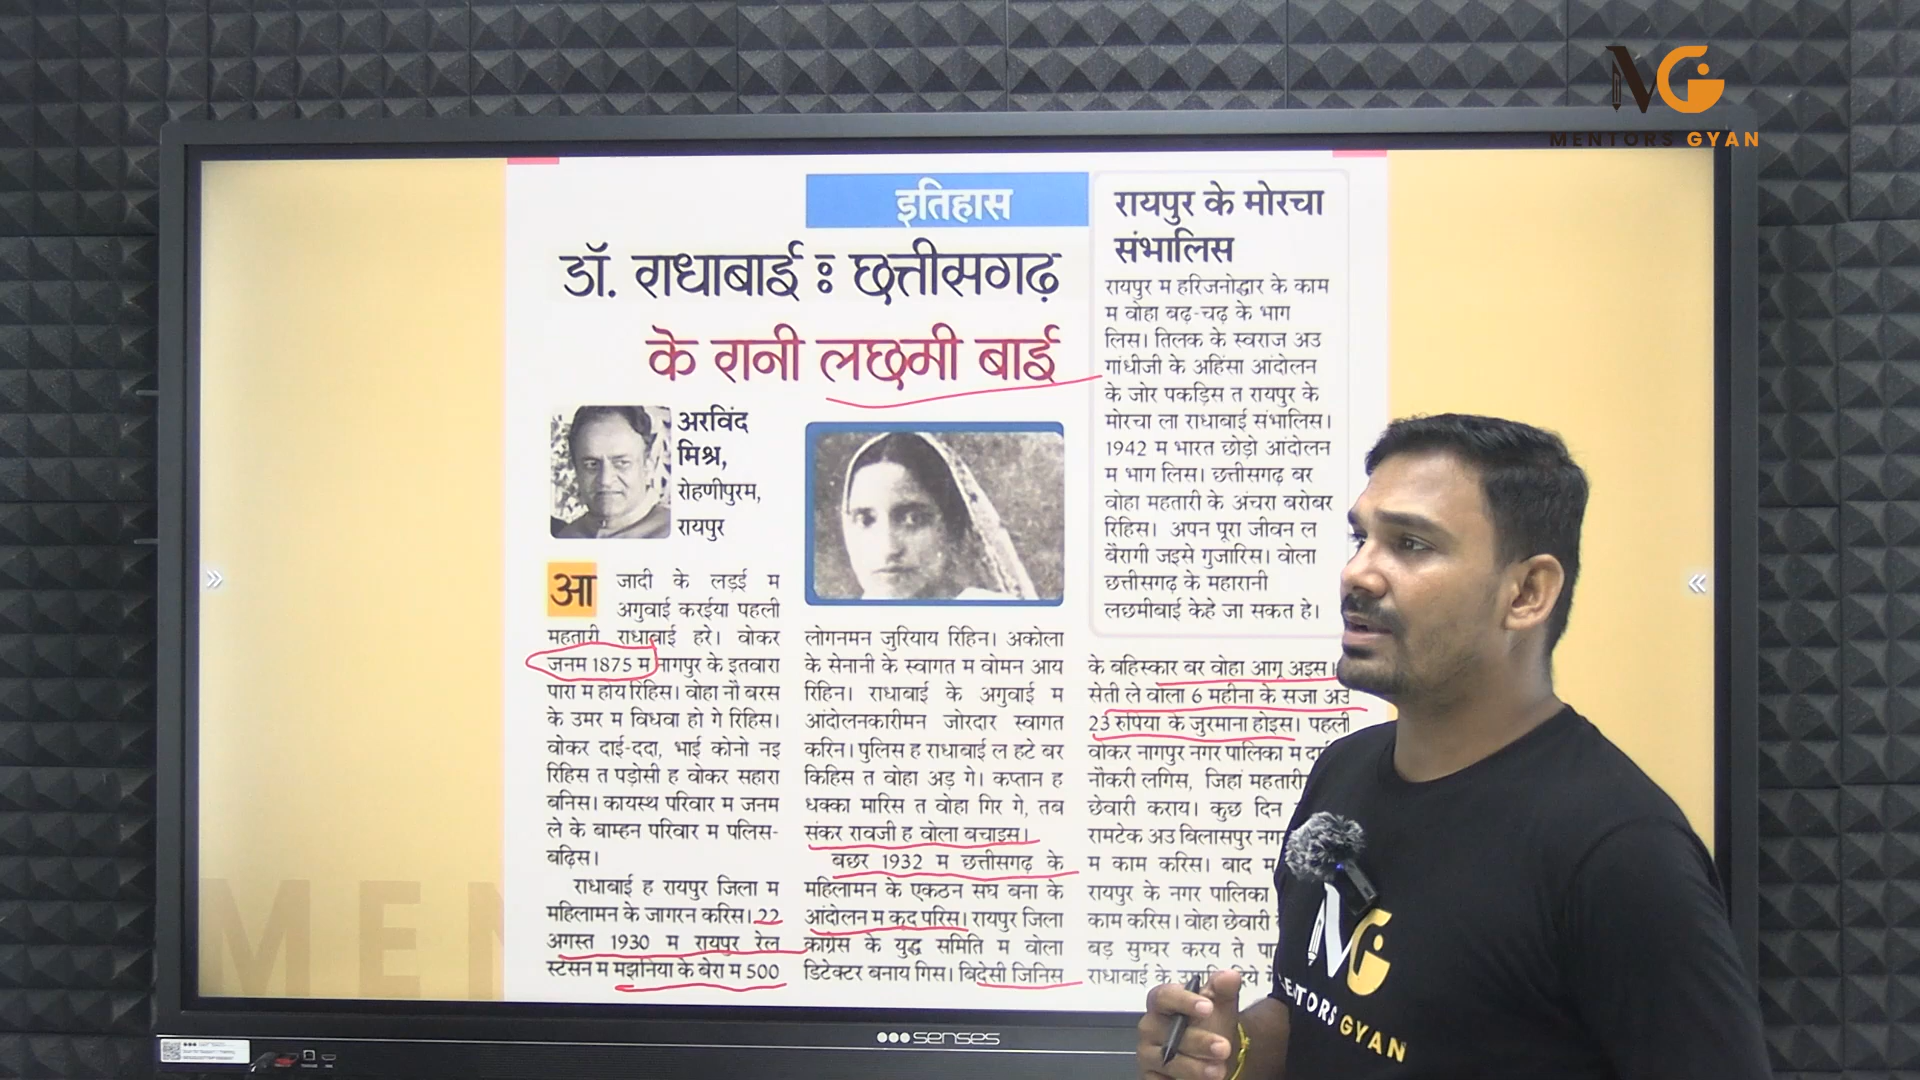 MG
MENTORS GYAN
इतिहास
डॉ. राधाबाई : छत्तीसगढ़
के रानी लछमी बाई
अरविंद
मिश्र,
रोहणीपुरम,
रायपुर
आ
जादी के लड़ई म
अगुवाई करईया पहली
महतारी राधाबाई हरे। वोकर
जनम 1875 म नागपुर के इतवारा
पारा म होय रिहिस। वोहा नौ बरस
के उमर म विधवा हो गे रिहिस।
वोकर दाई-ददा, भाई कोनो नइ
रिहिस त पड़ोसी ह वोकर सहारा
बनिस। कायस्थ परिवार म जनम
ले के बाम्हन परिवार म पलिस-
बढ़िस।
राधाबाई ह रायपुर जिला म
महिलामन के जागरन करिस। 22
अगस्त 1930 म रायपुर रेल
स्टेसन म मझनिया के बेरा म 500
लोगनमन जुरियाय रिहिन। अकोला
के सेनानी के स्वागत म वोमन आय
रिहिन। राधाबाई के अगुवाई म
आंदोलनकारीमन जोरदार स्वागत
करिन। पुलिस ह राधाबाई ल हटे बर
किहिस त वोहा अड़ गे। कप्तान ह
धक्का मारिस त वोहा गिर गे, तब
संकर रावजी ह वोला बचाइस।
बछर 1932 म छत्तीसगढ़ के
महिलामन के एकठन संघ बना के
आंदोलन म कूद परिस। रायपुर जिला
कांग्रेस के युद्ध समिति म वोला
डिटेक्टर बनाय गिस। बिदेसी जिनिस
रायपुर के मोरचा
संभालिस
रायपुर म हरिजनोद्धार के काम
म वोहा बढ़-चढ़ के भाग
लिस। तिलक के स्वराज अउ
गांधीजी के अहिंसा आंदोलन
के जोर पकड़िस त रायपुर के
मोरचा ला राधाबाई संभालिस।
1942 म भारत छोड़ो आंदोलन
म भाग लिस। छत्तीसगढ़ बर
वोहा महतारी के अंचरा बरोबर
रिहिस। अपन पूरा जीवन ल
बैरागी जइसे गुजारिस। वोला
छत्तीसगढ़ के महारानी
लछमीबाई केहे जा सकत हे।
के बहिस्कार बर वोहा आगू अइस।
सेती ले वोला 6 महीना के सजा अउ
23 रुपिया के जुरमाना होइस। पहली
वोकर नागपुर नगर पालिका म
नौकरी लगिस, जिहां महतारी
छेवारी कराय। कुछ दिन
रामटेक अउ बिलासपुर नगर
म काम करिस। बाद म
रायपुर के नगर पालिका
काम करिस। वोहा छेवारी
बड़ सुग्घर करय ते
राधाबाई के
senses
MEN
MG
MENTORS GYAN